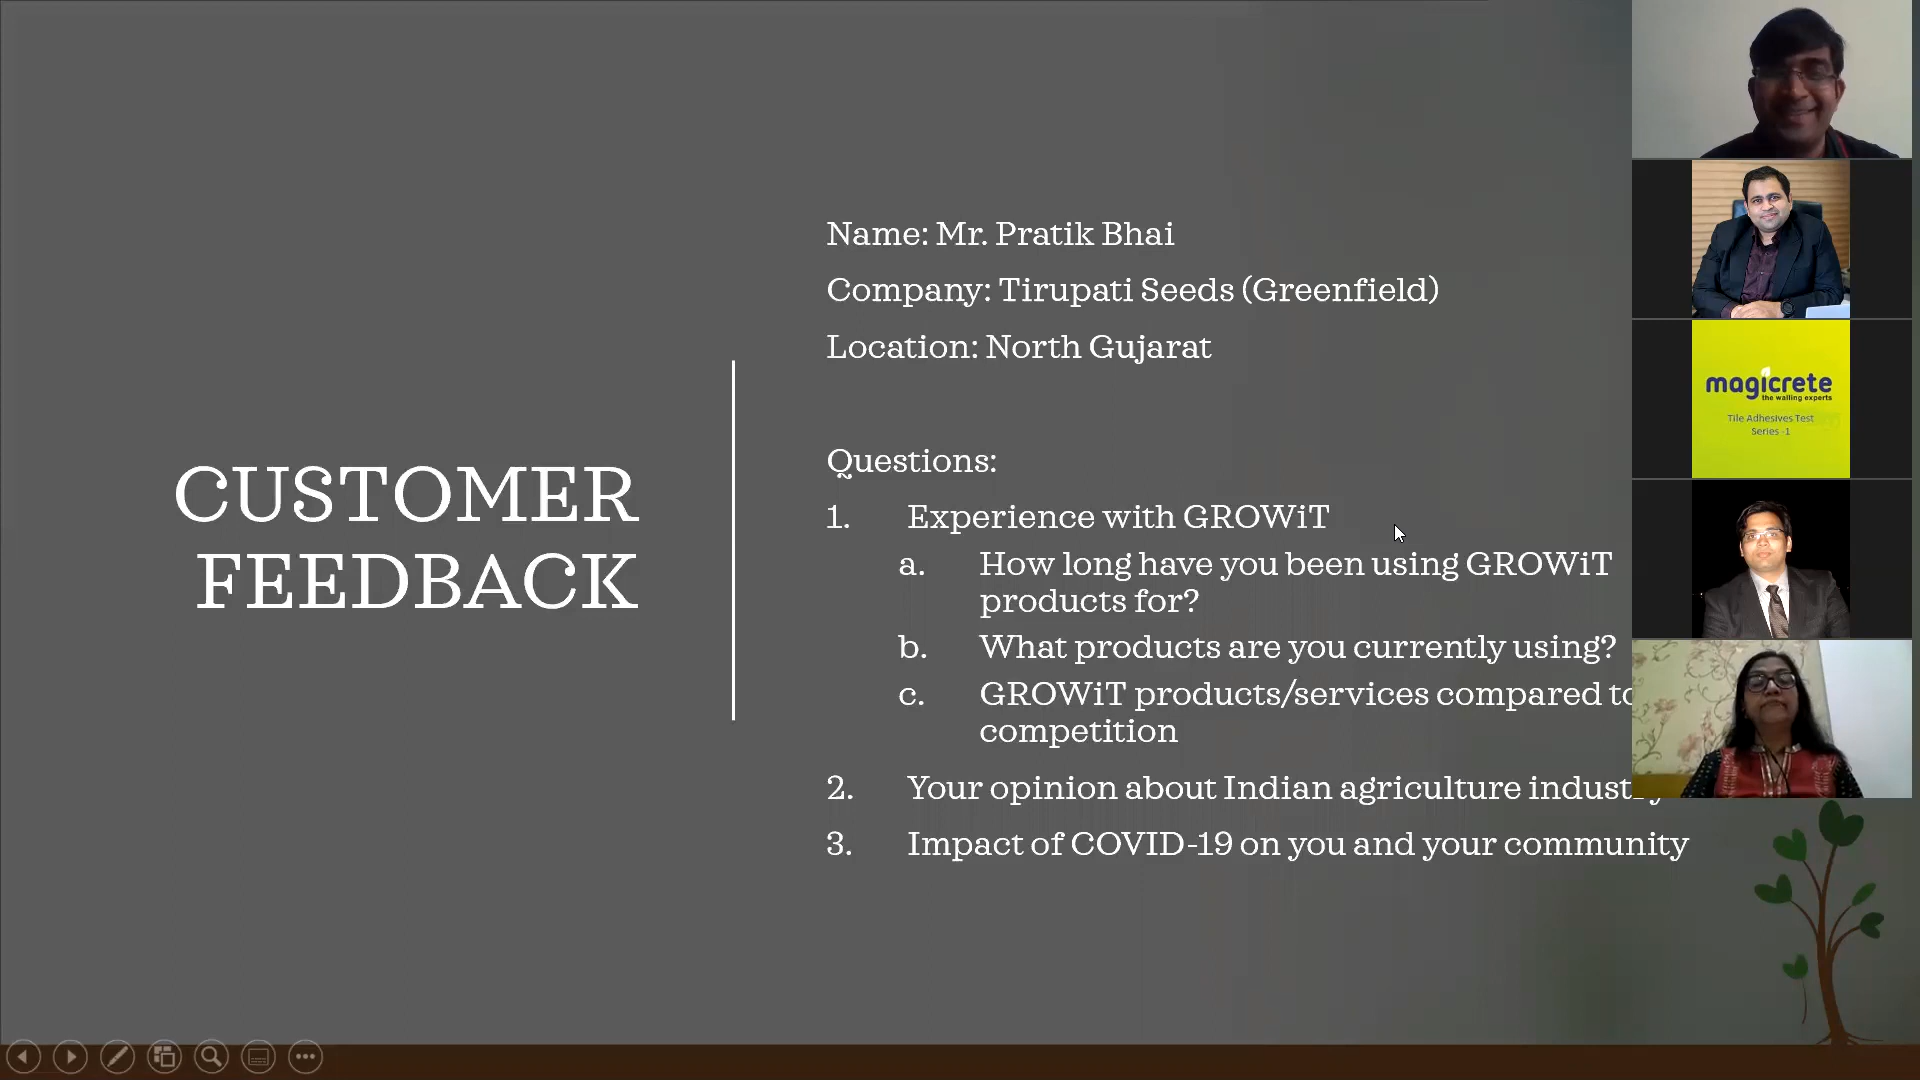 CUSTOMER
FEEDBACK
Name: Mr. Pratik Bhai
Company: Tirupati Seeds (Greenfield)
Location: North Gujarat
Questions:
1. Experience with GROWiT
a. How long have you been using GROWiT
products for?
b. What products are you currently using?
c. GROWiT products/services compared to
competition
2. Your opinion about Indian agriculture industry
3. Impact of COVID-19 on you and your community
magicrete
the walling experts
Tile Adhesives Test
Series -1